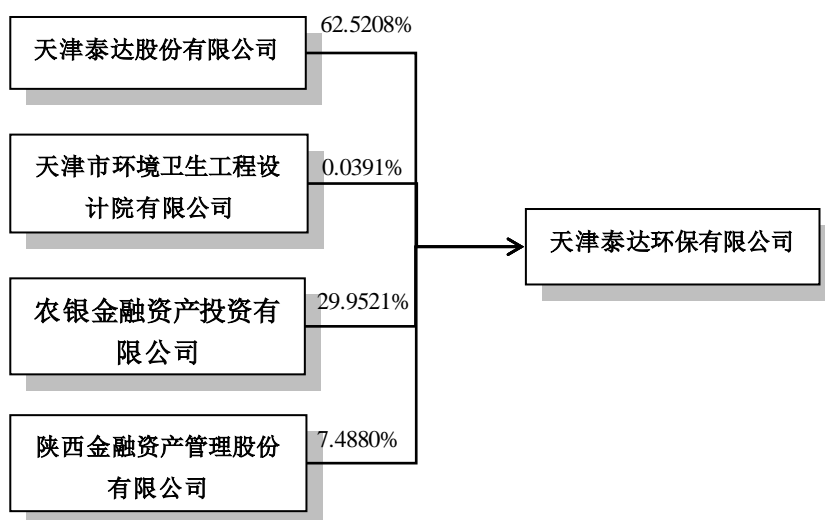 62.5208%
天津泰达股份有限公司
天津市环境卫生工程设
计院有限公司
0.0391%
天津泰达环保有限公司
农银金融资产投资有
限公司
29.9521%
陕西金融资产管理股份
有限公司
7.4880%